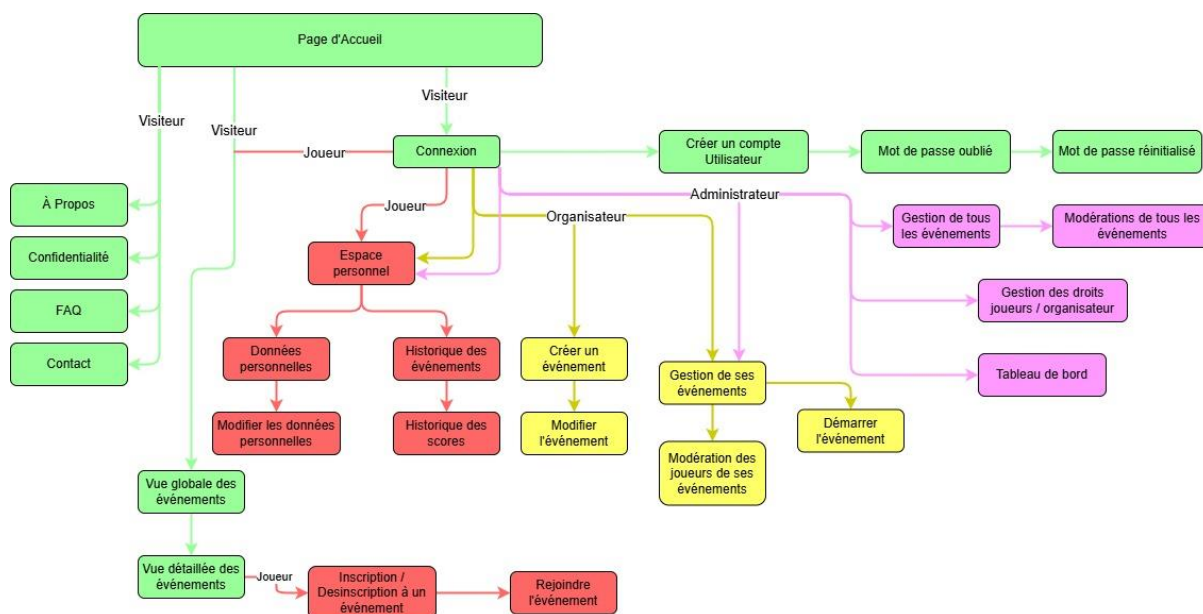 Page d'Accueil
Visiteur
Visiteur
Visiteur
Joueur
Connexion
Créer un compte
Utilisateur
Mot de passe oublié
Mot de passe réinitialisé
À Propos
Joueur
Organisateur
Administrateur
Gestion de tous
les événements
Modérations de tous les
événements
Confidentialité
Espace
personnel
FAQ
Gestion des droits
joueurs / organisateur
Contact
Données
personnelles
Historique des
événements
Créer un
événement
Gestion de ses
événements
Tableau de bord
Modifier les données
personnelles
Historique des
scores
Modifier
l'événement
Démarrer
l'événement
Modération des
joueurs de ses
événements
Vue globale des
événements
Vue détaillée des
événements
Joueur
Inscription /
Desinscription à un
événement
Rejoindre
l'événement